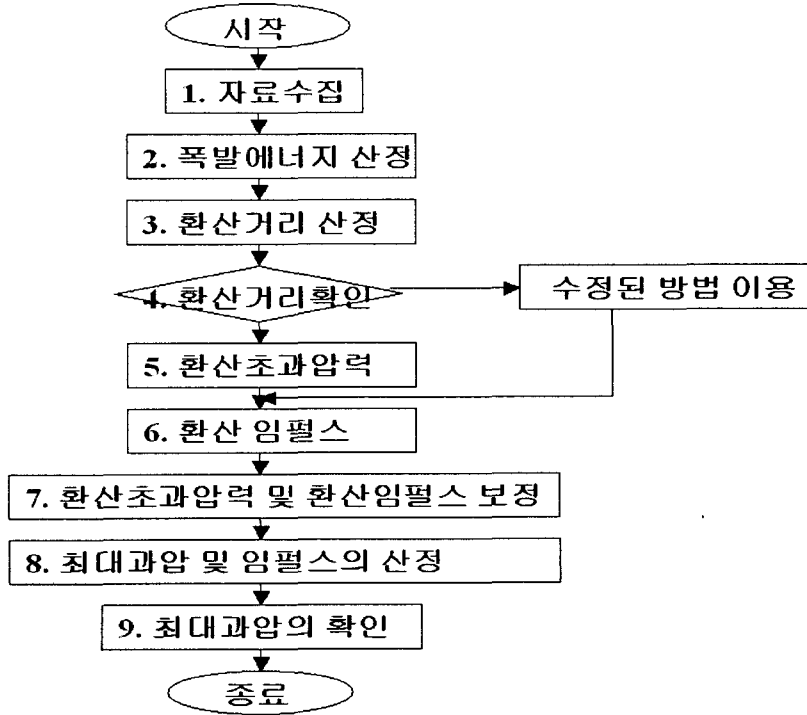 시작
1. 자료수집
2. 폭발에너지 산정
3. 환산거리 산정
4. 환산거리확인
수정된 방법 이용
5. 환산초과압력
6. 환산 임펄스
7. 환산초과압력 및 환산임펄스 보정
8. 최대과압 및 임펄스의 산정
9. 최대과압의 확인
종료